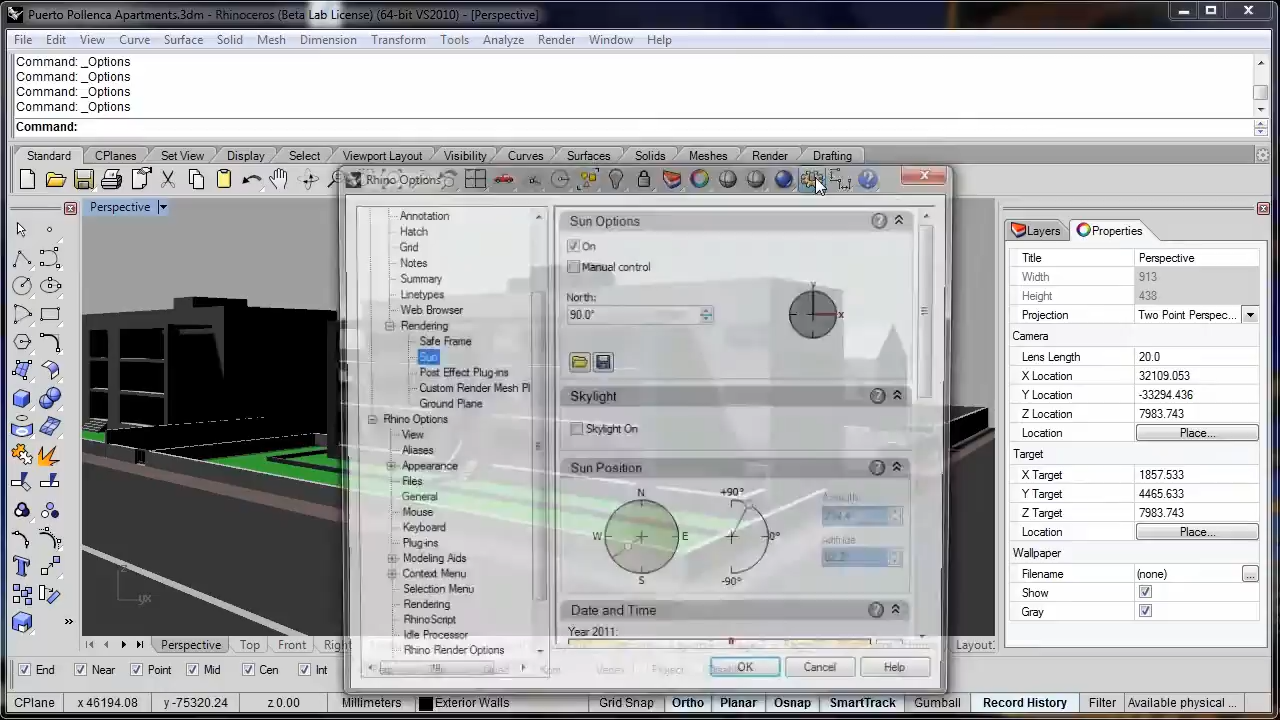 Puerto Pollenca Apartments.3dm - Rhinoceros (Beta Lab License) (64-bit VS2010) - [Perspective]
File Edit View Curve Surface Solid Mesh Dimension Transform Tools Analyze Render Window Help
Command: _Options
Command: _Options
Command: _Options
Command: _Options
Command:
Standard CPlanes Set View Display Select Viewport Layout Visibility Curves Surfaces Solids Meshes Render Drafting
Rhino Options
Perspective
Annotation
Hatch
Grid
Notes
Summary
Linetypes
Web Browser
Rendering
Safe Frame
Sun
Post Effect Plug-ins
Custom Render Mesh Pl
Ground Plane
Rhino Options
View
Aliases
Appearance
Files
General
Mouse
Keyboard
Plug-ins
Modeling Aids
Context Menu
Selection Menu
Rendering
RhinoScript
Idle Processor
Rhino Render Options
Sun Options
On
Manual control
North:
90.0°
y
x
Skylight
Skylight On
Sun Position
N
W E
S
+90°
0°
-90°
Azimuth
Altitude
Date and Time
Year 2011:
OK Cancel Help
Layers Properties
Title Perspective
Width 913
Height 438
Projection Two Point Perspec...
Camera
Lens Length 20.0
X Location 32109.053
Y Location -33294.436
Z Location 7983.743
Location Place...
Target
X Target 1857.533
Y Target 4465.633
Z Target 7983.743
Location Place...
Wallpaper
Filename (none) ...
Show
Gray
z
y x
Perspective Top Front Right Layout:
End Near Point Mid Cen Int
CPlane x 46194.08 y -75320.24 z 0.00 Millimeters Exterior Walls Grid Snap Ortho Planar Osnap SmartTrack Gumball Record History Filter Available physical ...